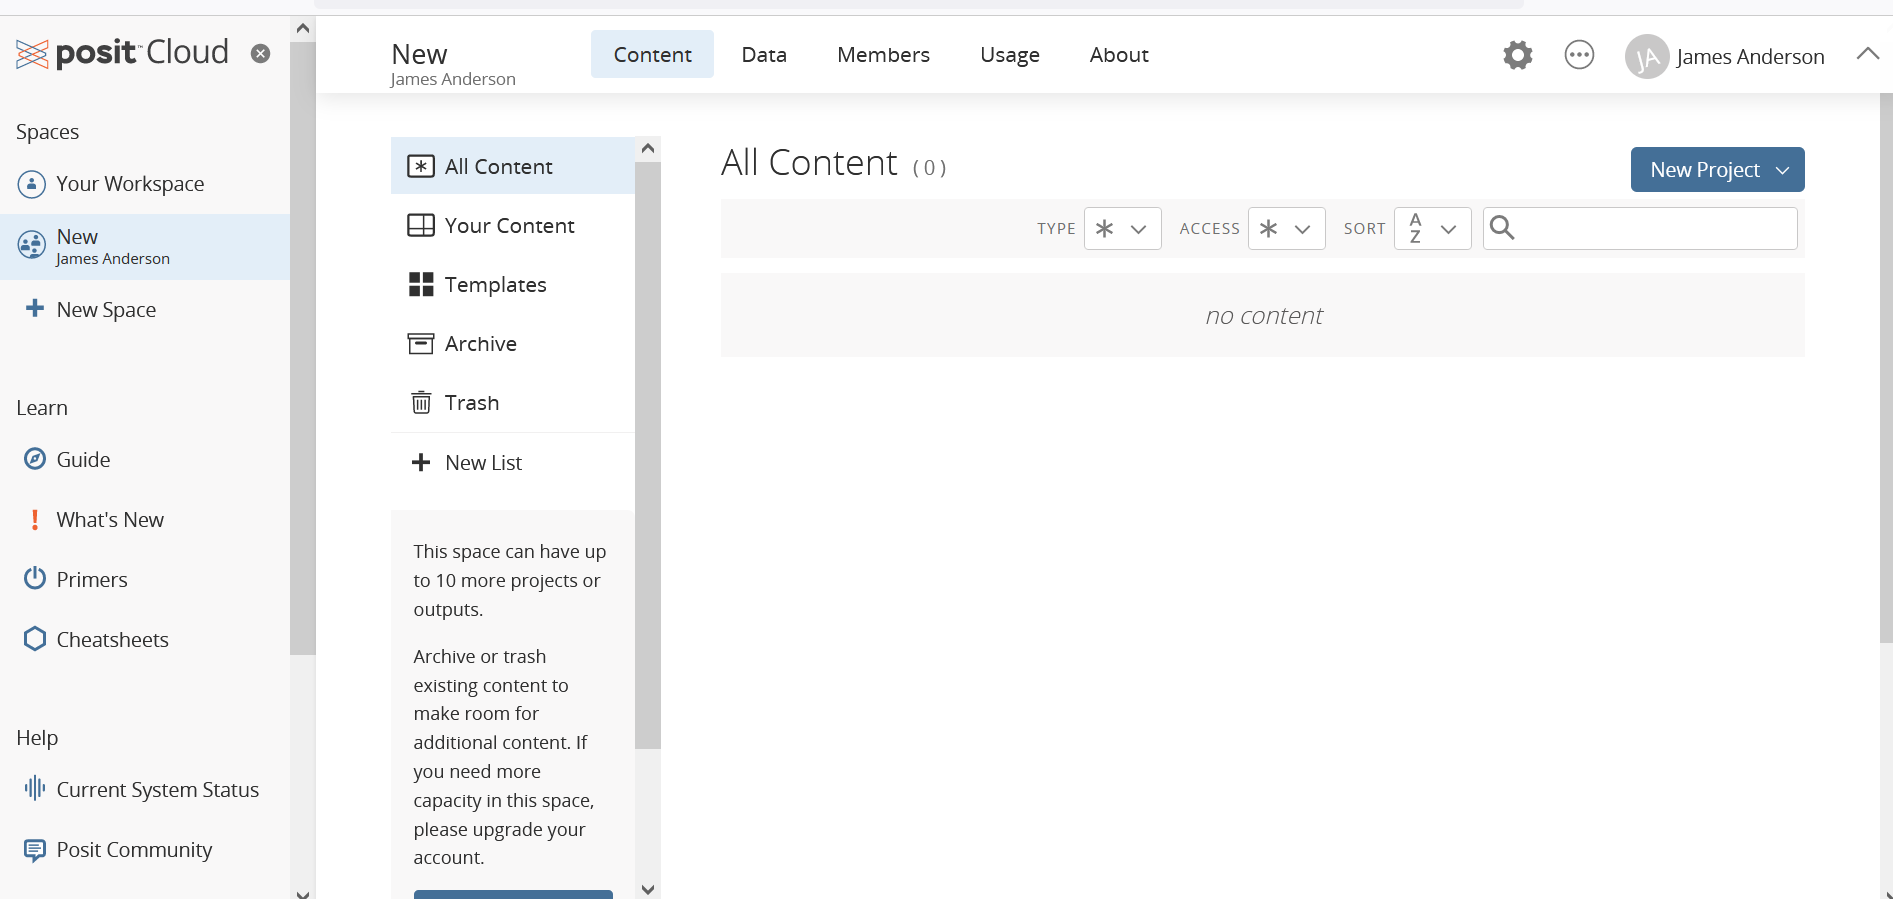 posit Cloud
Spaces
Your Workspace
New
James Anderson
New Space
Learn
Guide
What's New
Primers
Cheatsheets
Help
Current System Status
Posit Community
New
James Anderson
Content
Data
Members
Usage
About
JA
James Anderson
All Content
Your Content
Templates
Archive
Trash
New List
This space can have up
to 10 more projects or
outputs.
Archive or trash
existing content to
make room for
additional content. If
you need more
capacity in this space,
please upgrade your
account.
All Content (0)
New Project
TYPE
ACCESS
SORT
A
Z
no content